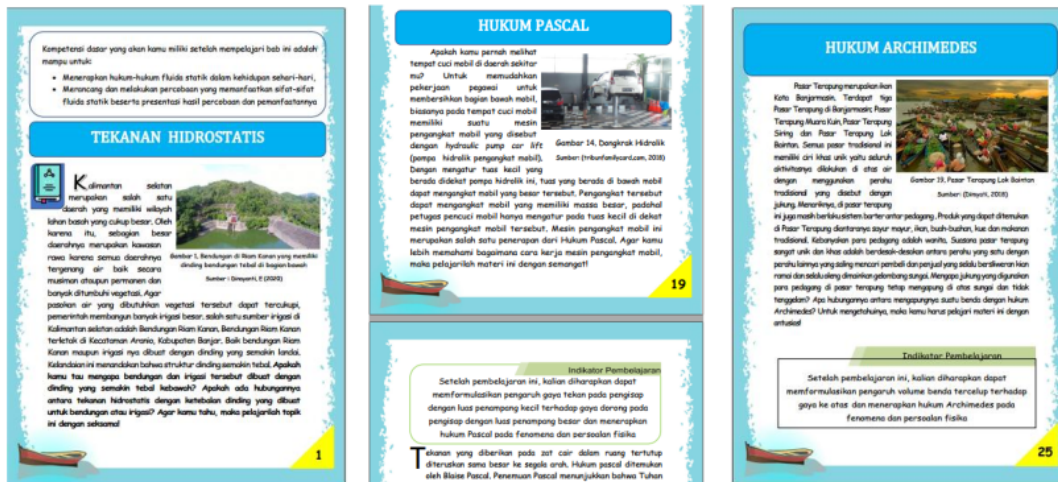 Kompetensi dasar yang akan kamu miliki setelah mempelajari bab ini adalah
mampu untuk:
• Menerapkan hukum-hukum fluida statik dalam kehidupan sehari-hari,
• Merancang dan melakukan percobaan yang memanfaatkan sifat-sifat
fluida statik beserta presentasi hasil percobaan dan pemanfaatannya
TEKANAN HIDROSTATIS
Kalimantan selatan
merupakan salah satu
daerah yang memiliki wilayah
lahan basah yang cukup besar. Oleh
karena itu, sebagian besar
daerahnya merupakan kawasan
rawa karena semua daerahnya
tergenang air baik secara
musiman ataupun permanen dan
banyak ditumbuhi vegetasi. Agar
Gambar 1, Bendungan di Riam Kanan yang memiliki
dinding bendungan tebal di bagian bawah
Sumber : Dimyanti, E (2020)
pasokan air yang dibutuhkan vegetasi tersebut dapat tercukupi,
pemerintah membangun banyak irigasi besar. salah satu sumber irigasi di
Kalimantan selatan adalah Bendungan Riam Kanan. Bendungan Riam Kanan
terletak di Kecataman Aranio, Kabupaten Banjar. Baik bendungan Riam
Kanan maupun irigasi nya dibuat dengan dinding yang semakin landai.
Kelandaian ini menandakan bahwa struktur dinding semakin tebal. Apakah
kamu tau mengapa bendungan dan irigasi tersebut dibuat dengan
dinding yang semakin tebal kebawah? Apakah ada hubungannya
antara tekanan hidrostatis dengan ketebalan dinding yang dibuat
untuk bendungan atau irigasi? Agar kamu tahu, maka pelajarilah topik
ini dengan seksama!
1
HUKUM PASCAL
Apakah kamu pernah melihat
tempat cuci mobil di daerah sekitar
mu? Untuk memudahkan
pekerjaan pegawai untuk
membersihkan bagian bawah mobil,
biasanya pada tempat cuci mobil
memiliki suatu mesin
pengangkat mobil yang disebut
dengan hydraulic pump car lift
(pompa hidrolik pengangkat mobil).
Dengan mengatur tuas kecil yang
Gambar 14, Dongkrak Hidrolik
Sumber: (tribunfamilycard.com, 2018)
berada didekat pompa hidrolik ini, tuas yang berada di bawah mobil
dapat mengangkat mobil yang besar tersebut. Pengangkat tersebut
dapat mengangkat mobil yang memiliki massa besar, padahal
petugas pencuci mobil hanya mengatur pada tuas kecil di dekat
mesin pengangkat mobil tersebut. Mesin pengangkat mobil ini
merupakan salah satu penerapan dari Hukum Pascal. Agar kamu
lebih memahami bagaimana cara kerja mesin pengangkat mobil,
maka pelajarilah materi ini dengan semangat!
19
Indikator Pembelajaran
Setelah pembelajaran ini, kalian diharapkan dapat
memformulasikan pengaruh gaya tekan pada pengisap
dengan luas penampang kecil terhadap gaya dorong pada
pengisap dengan luas penampang besar dan menerapkan
hukum Pascal pada fenomena dan persoalan fisika
Tekanan yang diberikan pada zat cair dalam ruang tertutup
diteruskan sama besar ke segala arah. Hukum pascal ditemukan
oleh Blaise Pascal. Penemuan Pascal menunjukkan bahwa Tuhan
HUKUM ARCHIMEDES
Pasar Terapung merupakan ikon
Kota Banjarmasin. Terdapat tiga
Pasar Terapung di Banjarmasin; Pasar
Terapung Muara Kuin, Pasar Terapung
Siring dan Pasar Terapung Lok
Baintan. Semua pasar tradisional ini
memiliki ciri khas unik yaitu seluruh
aktivitasnya dilakukan di atas air
dengan menggunakan perahu
tradisional yang disebut dengan
jukung. Menariknya, di pasar terapung
Gambar 19, Pasar Terapung Lok Baintan
Sumber: (Dimyati, 2018)
ini juga masih berlaku sistem barter antar pedagang. Produk yang dapat ditemukan
di Pasar Terapung diantaranya sayur mayur, ikan, buah-buahan, kue dan makanan
tradisional. Kebanyakan para pedagang adalah wanita. Suasana pasar terapung
sangat unik dan khas adalah berdesak-desakan antara perahu yang satu dengan
perahu lainnya yang saling mencari pembeli dan penjual yang selalu berseliweran kian
ramai dan selalu oleng dimainkan gelombang sungai. Mengapa jukung yang digunakan
para pedagang di pasar terapung tetap mengapung di atas sungai dan tidak
tenggelam? Apa hubungannya antara mengapungnya suatu benda dengan hukum
Archimedes? Untuk mengetahuinya, maka kamu harus pelajari materi ini dengan
antusias!
Indikator Pembelajaran
Setelah pembelajaran ini, kalian diharapkan dapat
memformulasikan pengaruh volume benda tercelup terhadap
gaya ke atas dan menerapkan hukum Archimedes pada
fenomena dan persoalan fisika
25